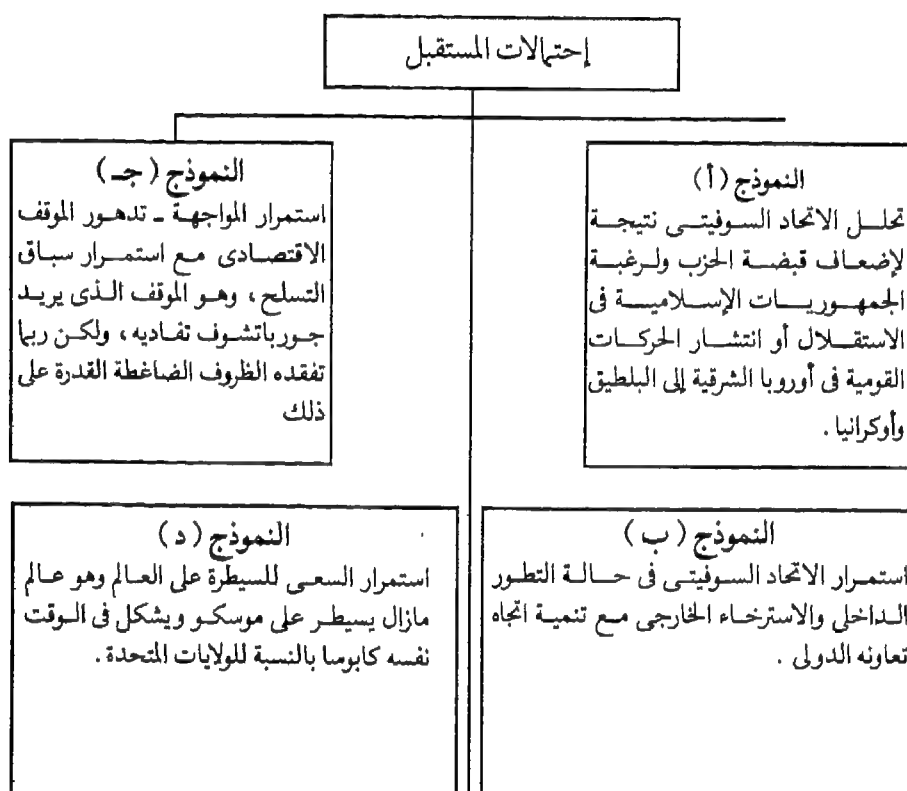 إحتمالات المستقبل
النموذج (أ)
تحلل الاتحاد السوفيتى نتيجة
لإضعاف قبضة الحزب ولرغبة
الجمهوريات الإسلامية فى
الاستقلال أو انتشار الحركات
القومية فى أوروبا الشرقية إلى البلطيق
وأوكرانيا .
النموذج (جـ)
استمرار المواجهة ـ تدهور الموقف
الاقتصادى مع استمرار سباق
التسلح ، وهو الموقف الذى يريد
جورباتشوف تفاديه ، ولكن ربما
تفقده الظروف الضاغطة القدرة على
ذلك
النموذج ( ب )
استمرار الاتحاد السوفيتى فى حالة التطور
الداخلى والاسترخاء الخارجى مع تنمية اتجاه
تعاونه الدولى .
النموذج ( د )
استمرار السعى للسيطرة على العالم وهو عالم
مازال يسيطر على موسكو ويشكل فى الوقت
نفسه كابوسا بالنسبة للولايات المتحدة .